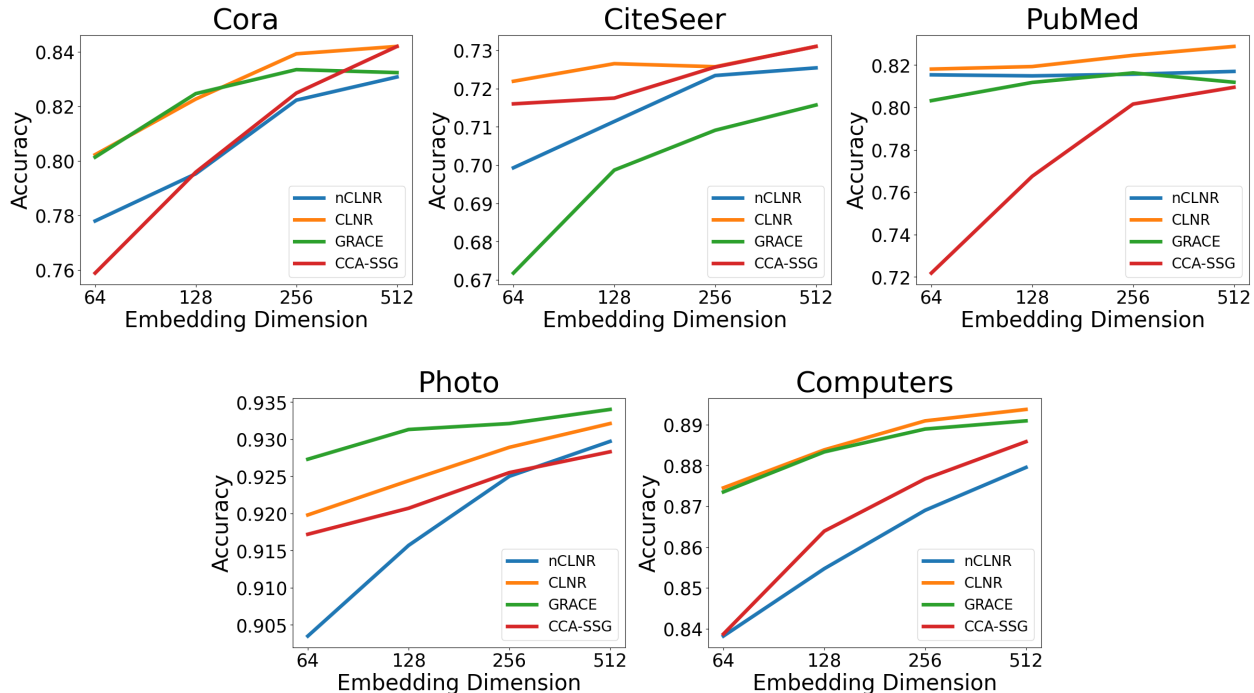 Cora
CiteSeer
PubMed
Accuracy
0.84
0.82
0.80
0.78
0.76
64
128
256
512
Embedding Dimension
nCLNR
CLNR
GRACE
CCA-SSG
Accuracy
0.73
0.72
0.71
0.70
0.69
0.68
0.67
64
128
256
512
Embedding Dimension
nCLNR
CLNR
GRACE
CCA-SSG
Accuracy
0.82
0.80
0.78
0.76
0.74
0.72
64
128
256
512
Embedding Dimension
nCLNR
CLNR
GRACE
CCA-SSG
Photo
Computers
Accuracy
0.935
0.930
0.925
0.920
0.915
0.910
0.905
64
128
256
512
Embedding Dimension
nCLNR
CLNR
GRACE
CCA-SSG
Accuracy
0.89
0.88
0.87
0.86
0.85
0.84
64
128
256
512
Embedding Dimension
nCLNR
CLNR
GRACE
CCA-SSG